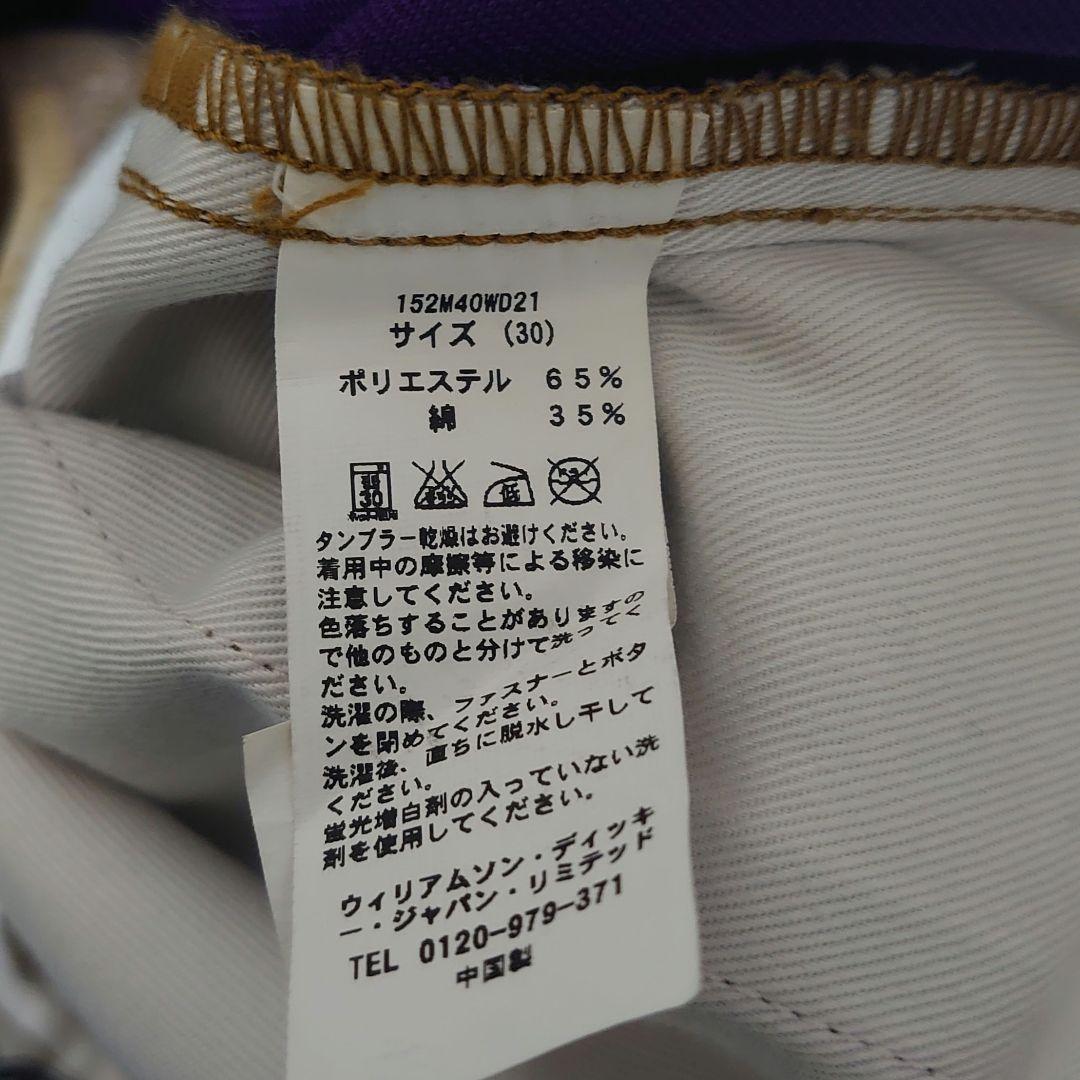 152M40WD21
サイズ (30)
ポリエステル 65%
綿 35%
30
低
タンブラー乾燥はお避けください。
着用中の摩擦等による移染に
注意してください。
色落ちすることがありますの
で他のものと分けて洗ってく
ださい。
洗濯の際、ファスナーとボタ
ンを閉めてください。
洗濯後、直ちに脱水し干して
ください。
蛍光増白剤の入っていない洗
剤を使用してください。
ウィリアムソン・ディッキ
ー・ジャパン・リミテッド
TEL 0120-979-371
中国製